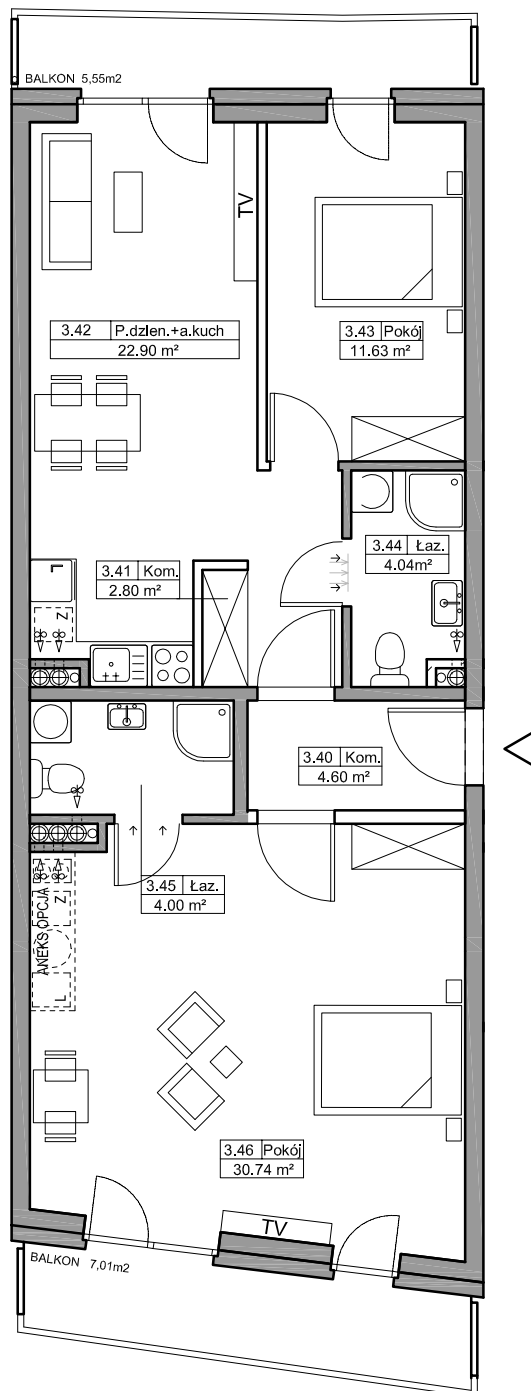 BALKON 5,55m2
TV
3.42 P.dzien.+a.kuch
22.90 m²
3.43 Pokój
11.63 m²
3.44 Łaz.
4.04m²
3.41 Kom.
2.80 m²
L
Z
3.40 Kom.
4.60 m²
3.45 Łaz.
4.00 m²
ANEKS OPCJA
Z
L
3.46 Pokój
30.74 m²
TV
BALKON 7,01m2